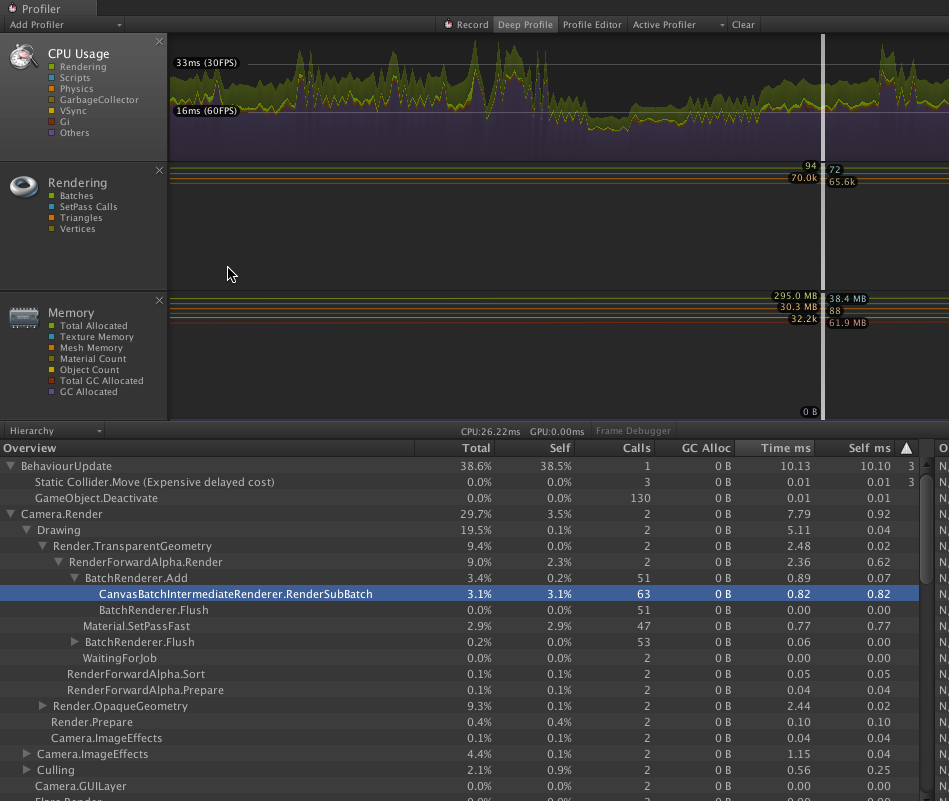 Profiler
Add Profiler Record Deep Profile Profile Editor Active Profiler Clear
CPU Usage
Rendering
Scripts
Physics
GarbageCollector
VSync
Gi
Others
33ms (30FPS)
16ms (60FPS)
Rendering
Batches
SetPass Calls
Triangles
Vertices
94 72
70.0k 65.6k
Memory
Total Allocated
Texture Memory
Mesh Memory
Material Count
Object Count
Total GC Allocated
GC Allocated
295.0 MB 38.4 MB
30.3 MB 88
32.2k 61.9 MB
0 B
Hierarchy CPU:26.22ms GPU:0.00ms Frame Debugger
Overview Total Self Calls GC Alloc Time ms Self ms
BehaviourUpdate 38.6% 38.5% 1 0 B 10.13 10.10 3 N
Static Collider.Move (Expensive delayed cost) 0.0% 0.0% 3 0 B 0.01 0.01 3 N
GameObject.Deactivate 0.0% 0.0% 130 0 B 0.01 0.01 N
Camera.Render 29.7% 3.5% 2 0 B 7.79 0.92 N
Drawing 19.5% 0.1% 2 0 B 5.11 0.04 N
Render.TransparentGeometry 9.4% 0.0% 2 0 B 2.48 0.02 N
RenderForwardAlpha.Render 9.0% 2.3% 2 0 B 2.36 0.62 N
BatchRenderer.Add 3.4% 0.2% 51 0 B 0.89 0.07 N
CanvasBatchIntermediateRenderer.RenderSubBatch 3.1% 3.1% 63 0 B 0.82 0.82 N
BatchRenderer.Flush 0.0% 0.0% 51 0 B 0.00 0.00 N
Material.SetPassFast 2.9% 2.9% 47 0 B 0.77 0.77 N
BatchRenderer.Flush 0.2% 0.0% 53 0 B 0.06 0.00 N
WaitingForJob 0.0% 0.0% 2 0 B 0.00 0.00 N
RenderForwardAlpha.Sort 0.1% 0.1% 2 0 B 0.05 0.05 N
RenderForwardAlpha.Prepare 0.1% 0.1% 2 0 B 0.04 0.04 N
Render.OpaqueGeometry 9.3% 0.1% 2 0 B 2.44 0.02 N
Render.Prepare 0.4% 0.4% 2 0 B 0.10 0.10 N
Camera.ImageEffects 0.1% 0.1% 2 0 B 0.04 0.04 N
Camera.ImageEffects 4.4% 0.1% 2 0 B 1.15 0.04 N
Culling 2.1% 0.9% 2 0 B 0.56 0.25 N
Camera.GUILayer 0.0% 0.0% 2 0 B 0.00 0.00 N